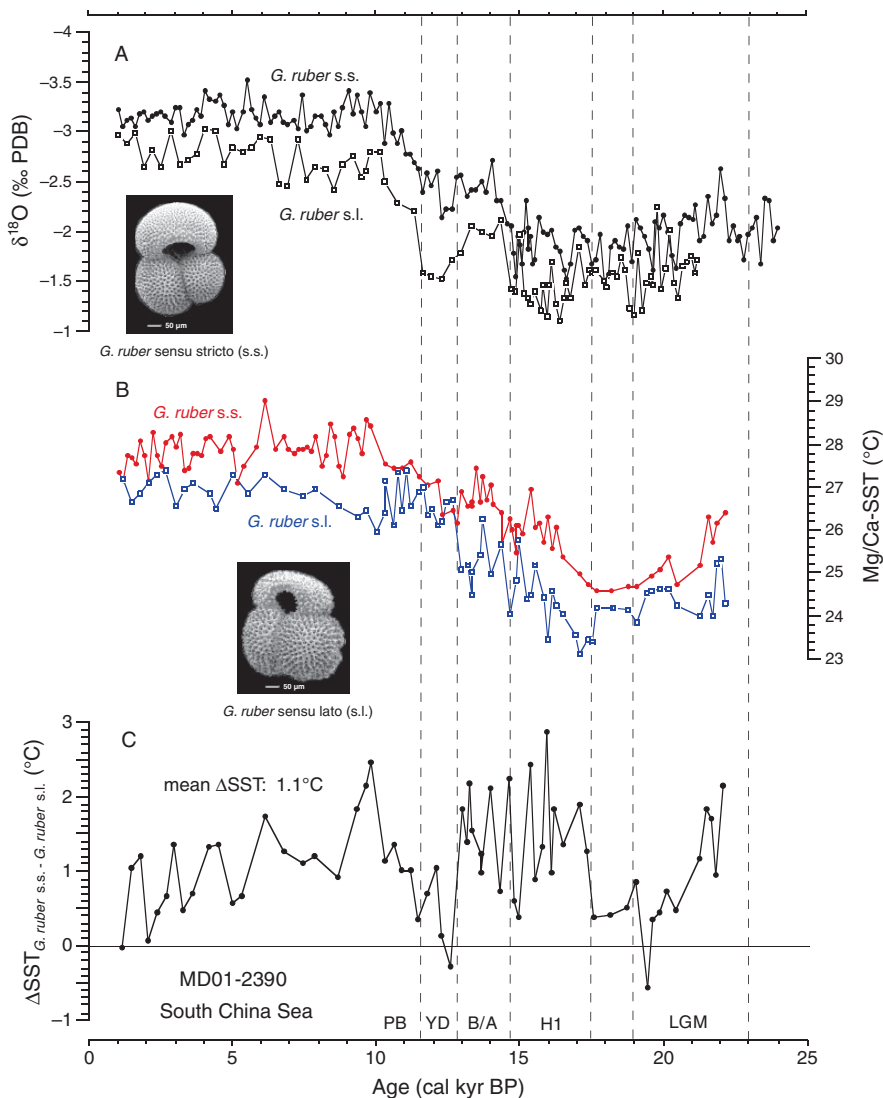 A
G. ruber s.s.
G. ruber s.l.
δ¹⁸O (‰ PDB)
–4
–3.5
–3
–2.5
–2
–1.5
–1
50 µm
G. ruber sensu stricto (s.s.)
B
G. ruber s.s.
G. ruber s.l.
30
29
28
27
26
25
24
23
Mg/Ca-SST (°C)
50 µm
G. ruber sensu lato (s.l.)
C
mean ΔSST: 1.1°C
ΔSST G. ruber s.s. - G. ruber s.l. (°C)
3
2
1
0
–1
MD01-2390
South China Sea
PB YD B/A H1 LGM
0 5 10 15 20 25
Age (cal kyr BP)